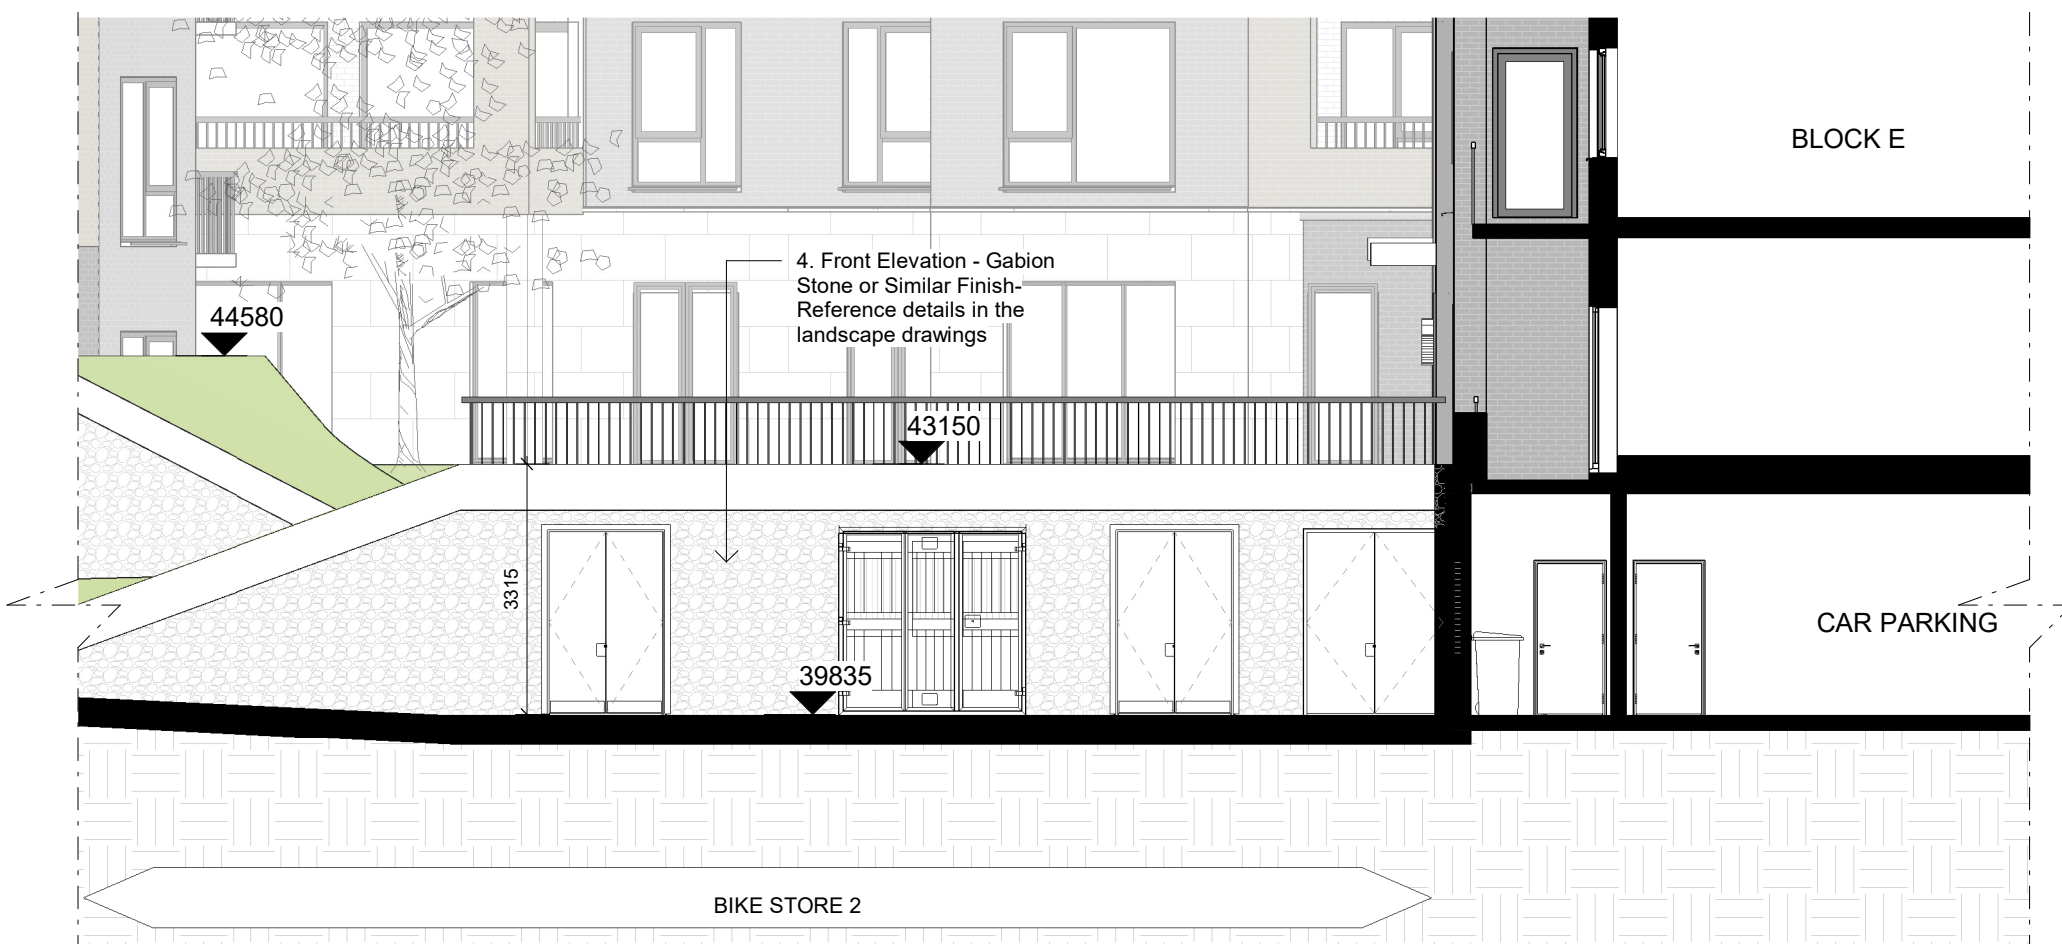 BLOCK E
4. Front Elevation - Gabion
Stone or Similar Finish-
Reference details in the
landscape drawings
44580
43150
3315
CAR PARKING
39835
BIKE STORE 2